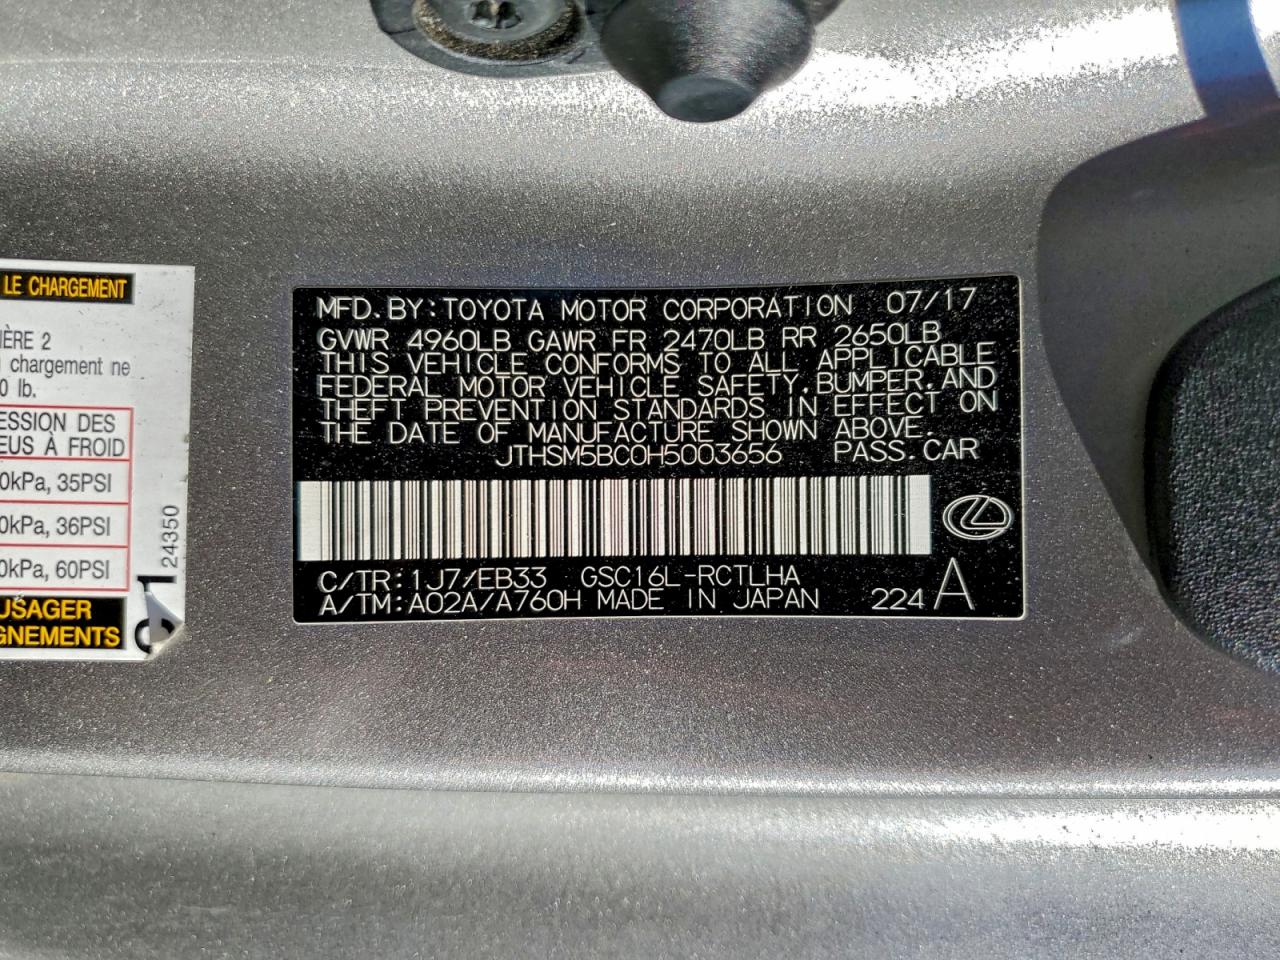 MFD. BY: TOYOTA MOTOR CORPORATION 07/17
GVWR 4960LB GAWR FR 2470LB RR 2650LB
THIS VEHICLE CONFORMS TO ALL APPLICABLE
FEDERAL MOTOR VEHICLE SAFETY, BUMPER, AND
THEFT PREVENTION STANDARDS IN EFFECT ON
THE DATE OF MANUFACTURE SHOWN ABOVE.
JTHSM5BC0H5003656 PASS. CAR
C/TR: 1J7/EB33 GSC16L-RCTLHA
A/TM: A02A/A760H MADE IN JAPAN 224 A
LE CHARGEMENT
IÈRE 2
chargement ne
0 lb.
ESSION DES
EUS À FROID
0kPa, 35PSI
0kPa, 36PSI
0kPa, 60PSI
USAGER
GNEMENTS
24350